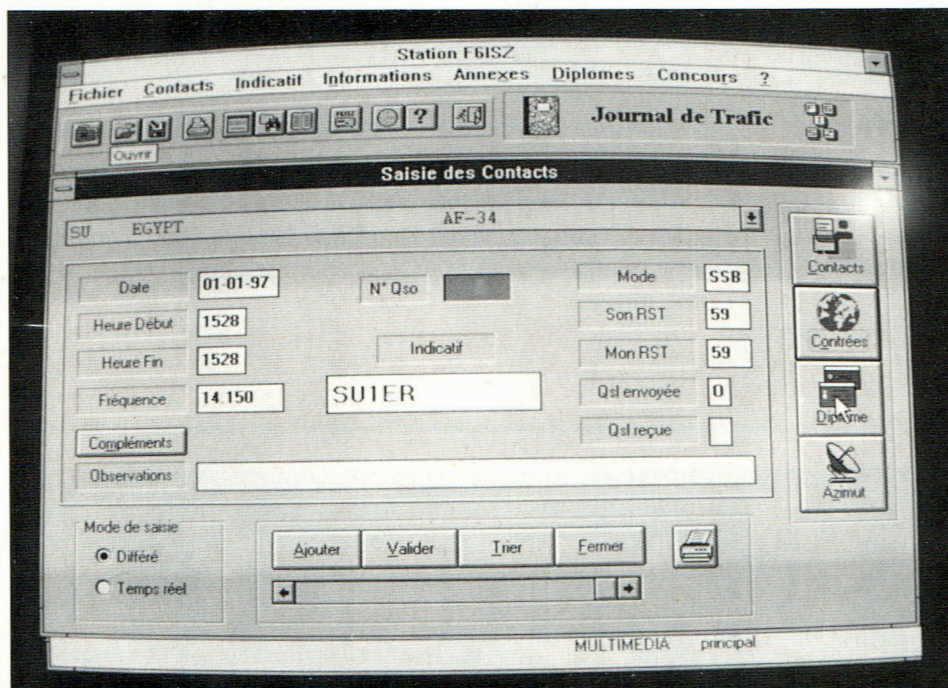 Station F6ISZ
Fichier Contacts Indicatif Informations Annexes Diplomes Concours ?
? Journal de Trafic
Ouvrir
Saisie des Contacts
SU EGYPT AF-34
Date 01-01-97 N° Qso Mode SSB
Heure Début 1528 Son RST 59
Heure Fin 1528 Indicatif Mon RST 59
Fréquence 14.150 SU1ER Qsl envoyée O
Compléments Qsl reçue
Observations
Contacts
Contrées
Diplôme
Azimut
Mode de saisie
Différé
Temps réel
Ajouter Valider Trier Fermer
MULTIMEDIA principal